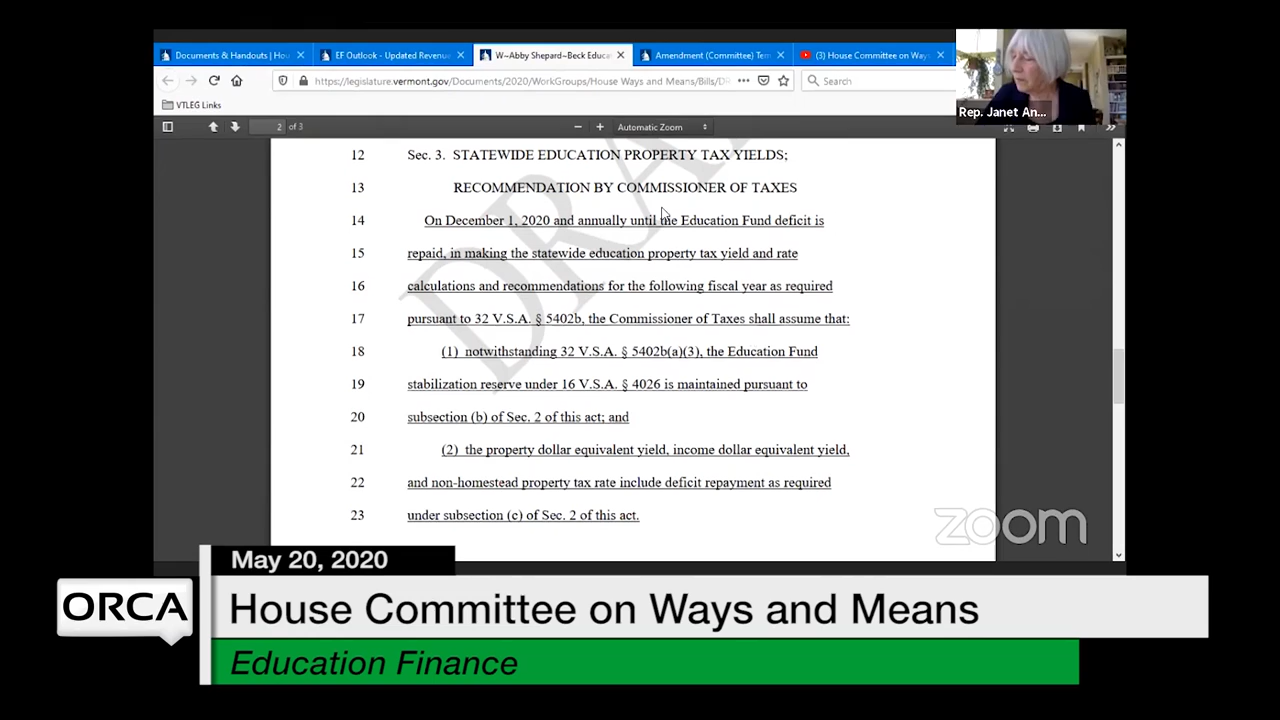 Documents & Handouts | Hou
EF Outlook - Updated Revenu
W~Abby Shepard~Beck Educa
Amendment (Committee) Tem
(3) House Committee on Ways
https://legislature.vermont.gov/Documents/2020/WorkGroups/House Ways and Means/Bills/D
Search
VTLEG Links
2 of 3
Automatic Zoom
Rep. Janet An...
DRA
12 Sec. 3. STATEWIDE EDUCATION PROPERTY TAX YIELDS;
13 RECOMMENDATION BY COMMISSIONER OF TAXES
14 On December 1, 2020 and annually until the Education Fund deficit is
15 repaid, in making the statewide education property tax yield and rate
16 calculations and recommendations for the following fiscal year as required
17 pursuant to 32 V.S.A. § 5402b, the Commissioner of Taxes shall assume that:
18 (1) notwithstanding 32 V.S.A. § 5402b(a)(3), the Education Fund
19 stabilization reserve under 16 V.S.A. § 4026 is maintained pursuant to
20 subsection (b) of Sec. 2 of this act; and
21 (2) the property dollar equivalent yield, income dollar equivalent yield,
22 and non-homestead property tax rate include deficit repayment as required
23 under subsection (c) of Sec. 2 of this act.
zoom
May 20, 2020
ORCA
House Committee on Ways and Means
Education Finance